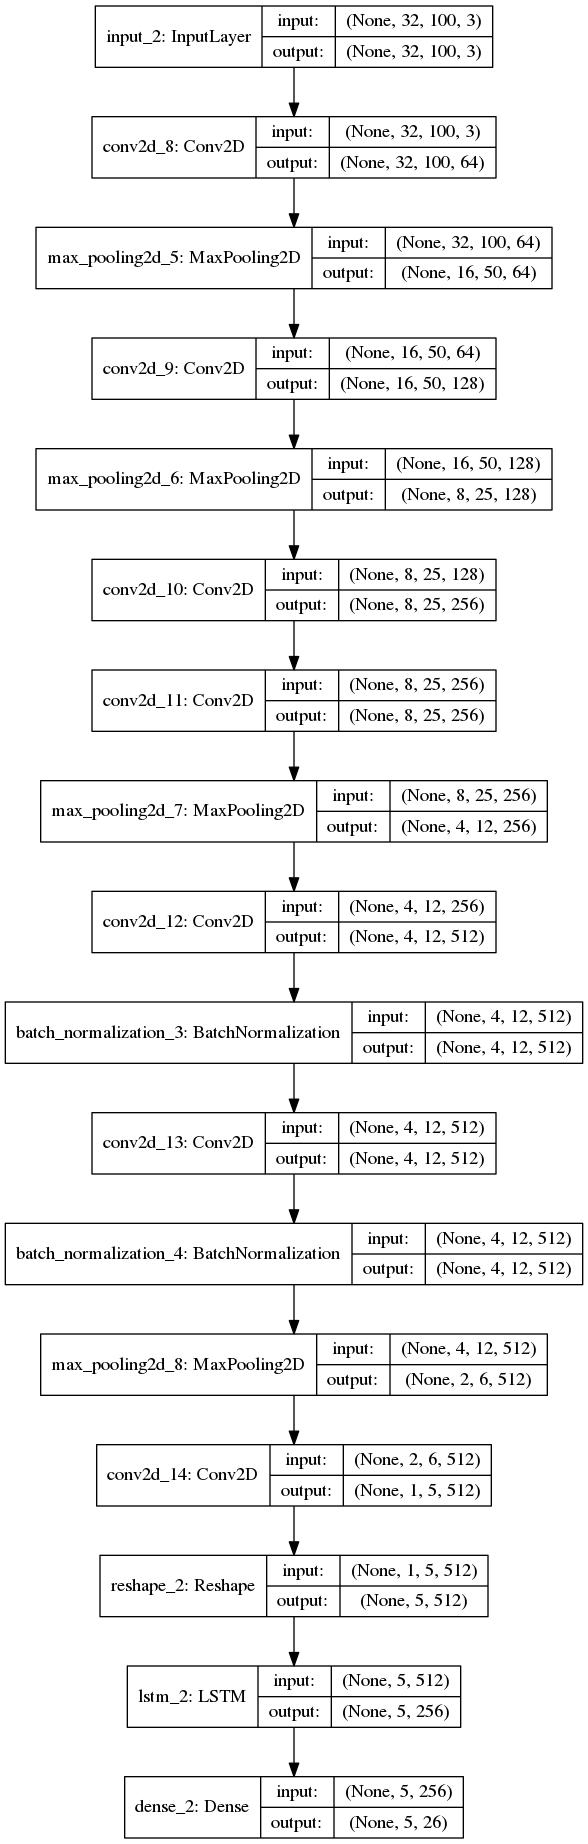 input_2: InputLayer
input: (None, 32, 100, 3)
output: (None, 32, 100, 3)
conv2d_8: Conv2D
input: (None, 32, 100, 3)
output: (None, 32, 100, 64)
max_pooling2d_5: MaxPooling2D
input: (None, 32, 100, 64)
output: (None, 16, 50, 64)
conv2d_9: Conv2D
input: (None, 16, 50, 64)
output: (None, 16, 50, 128)
max_pooling2d_6: MaxPooling2D
input: (None, 16, 50, 128)
output: (None, 8, 25, 128)
conv2d_10: Conv2D
input: (None, 8, 25, 128)
output: (None, 8, 25, 256)
conv2d_11: Conv2D
input: (None, 8, 25, 256)
output: (None, 8, 25, 256)
max_pooling2d_7: MaxPooling2D
input: (None, 8, 25, 256)
output: (None, 4, 12, 256)
conv2d_12: Conv2D
input: (None, 4, 12, 256)
output: (None, 4, 12, 512)
batch_normalization_3: BatchNormalization
input: (None, 4, 12, 512)
output: (None, 4, 12, 512)
conv2d_13: Conv2D
input: (None, 4, 12, 512)
output: (None, 4, 12, 512)
batch_normalization_4: BatchNormalization
input: (None, 4, 12, 512)
output: (None, 4, 12, 512)
max_pooling2d_8: MaxPooling2D
input: (None, 4, 12, 512)
output: (None, 2, 6, 512)
conv2d_14: Conv2D
input: (None, 2, 6, 512)
output: (None, 1, 5, 512)
reshape_2: Reshape
input: (None, 1, 5, 512)
output: (None, 5, 512)
lstm_2: LSTM
input: (None, 5, 512)
output: (None, 5, 256)
dense_2: Dense
input: (None, 5, 256)
output: (None, 5, 26)